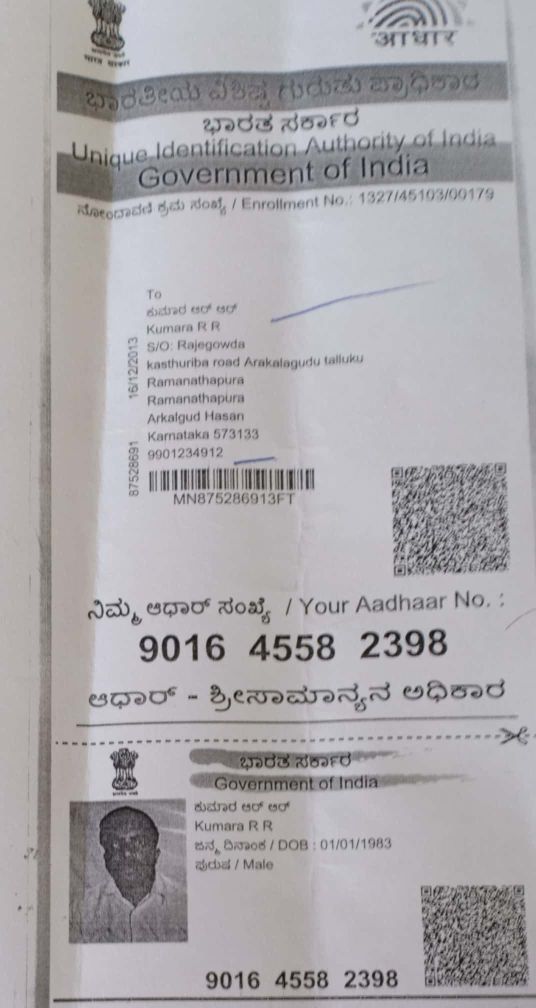 भारत सरकार
आधार
ಭಾರತೀಯ ವಿಶಿಷ್ಟ ಗುರುತು ಪ್ರಾಧಿಕಾರ
ಭಾರತ ಸರ್ಕಾರ
Unique Identification Authority of India
Government of India
ನೋಂದಾವಣೆ ಕ್ರಮ ಸಂಖ್ಯೆ / Enrollment No.: 1327/45103/00179
To
ಕುಮಾರ ಆರ್ ಆರ್
Kumara R R
S/O: Rajegowda
kasthuriba road Arakalagudu talluku
Ramanathapura
Ramanathapura
Arkalgud Hasan
Karnataka 573133
9901234912
87528691 16/12/2013
MN875286913FT
ನಿಮ್ಮ ಆಧಾರ್ ಸಂಖ್ಯೆ / Your Aadhaar No. :
9016 4558 2398
ಆಧಾರ್ - ಶ್ರೀಸಾಮಾನ್ಯನ ಅಧಿಕಾರ
ಭಾರತ ಸರ್ಕಾರ
Government of India
ಕುಮಾರ ಆರ್ ಆರ್
Kumara R R
ಜನ್ಮ ದಿನಾಂಕ / DOB : 01/01/1983
ಪುರುಷ / Male
9016 4558 2398